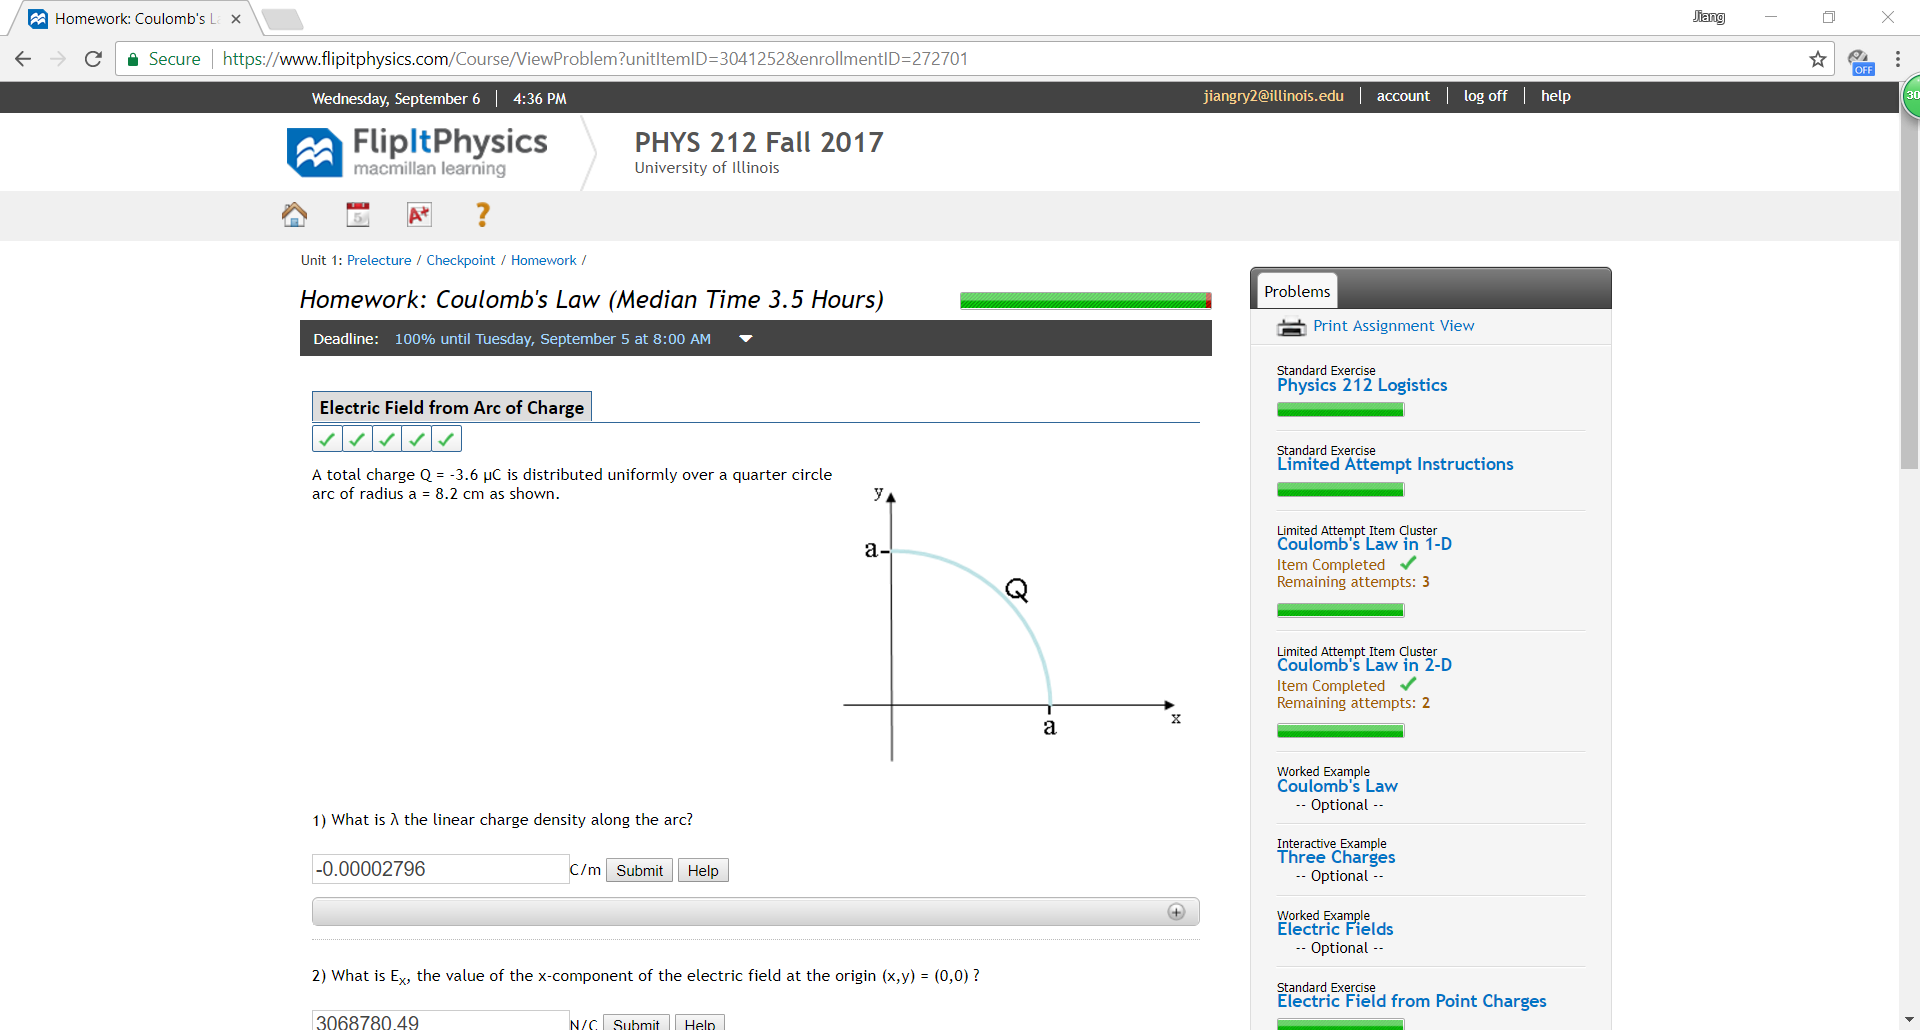 Homework: Coulomb's L
Jiang
Secure
https://www.flipitphysics.com/Course/ViewProblem?unitItemID=3041252&enrollmentID=272701
OFF
30
Wednesday, September 6 | 4:36 PM
jiangry2@illinois.edu | account | log off | help
FlipItPhysics
macmillan learning
PHYS 212 Fall 2017
University of Illinois
5
A+
?
Unit 1: Prelecture / Checkpoint / Homework /
Homework: Coulomb's Law (Median Time 3.5 Hours)
Deadline: 100% until Tuesday, September 5 at 8:00 AM
Electric Field from Arc of Charge
A total charge Q = -3.6 μC is distributed uniformly over a quarter circle
arc of radius a = 8.2 cm as shown.
y
a
Q
x
a
1) What is λ the linear charge density along the arc?
-0.00002796 C/m Submit Help
2) What is EX, the value of the x-component of the electric field at the origin (x,y) = (0,0) ?
3068780.49 N/C Submit Help
Problems
Print Assignment View
Standard Exercise
Physics 212 Logistics
Standard Exercise
Limited Attempt Instructions
Limited Attempt Item Cluster
Coulomb's Law in 1-D
Item Completed
Remaining attempts: 3
Limited Attempt Item Cluster
Coulomb's Law in 2-D
Item Completed
Remaining attempts: 2
Worked Example
Coulomb's Law
-- Optional --
Interactive Example
Three Charges
-- Optional --
Worked Example
Electric Fields
-- Optional --
Standard Exercise
Electric Field from Point Charges